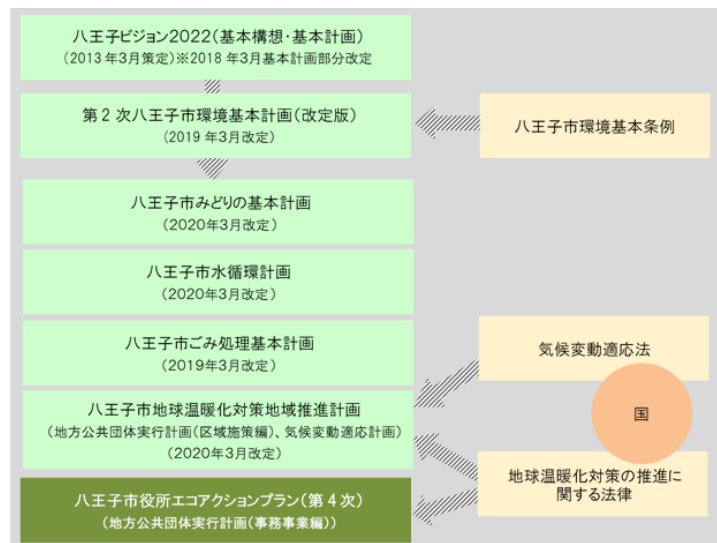 八王子ビジョン2022(基本構想・基本計画)
(2013年3月策定)※2018年3月基本計画部分改定
第2次八王子市環境基本計画(改定版)
(2019年3月改定)
八王子市環境基本条例
八王子市みどりの基本計画
(2020年3月改定)
八王子市水循環計画
(2020年3月改定)
八王子市ごみ処理基本計画
(2019年3月改定)
気候変動適応法
八王子市地球温暖化対策地域推進計画
(地方公共団体実行計画(区域施策編)、気候変動適応計画)
(2020年3月改定)
国
地球温暖化対策の推進に
関する法律
八王子市役所エコアクションプラン(第4次)
(地方公共団体実行計画(事務事業編))